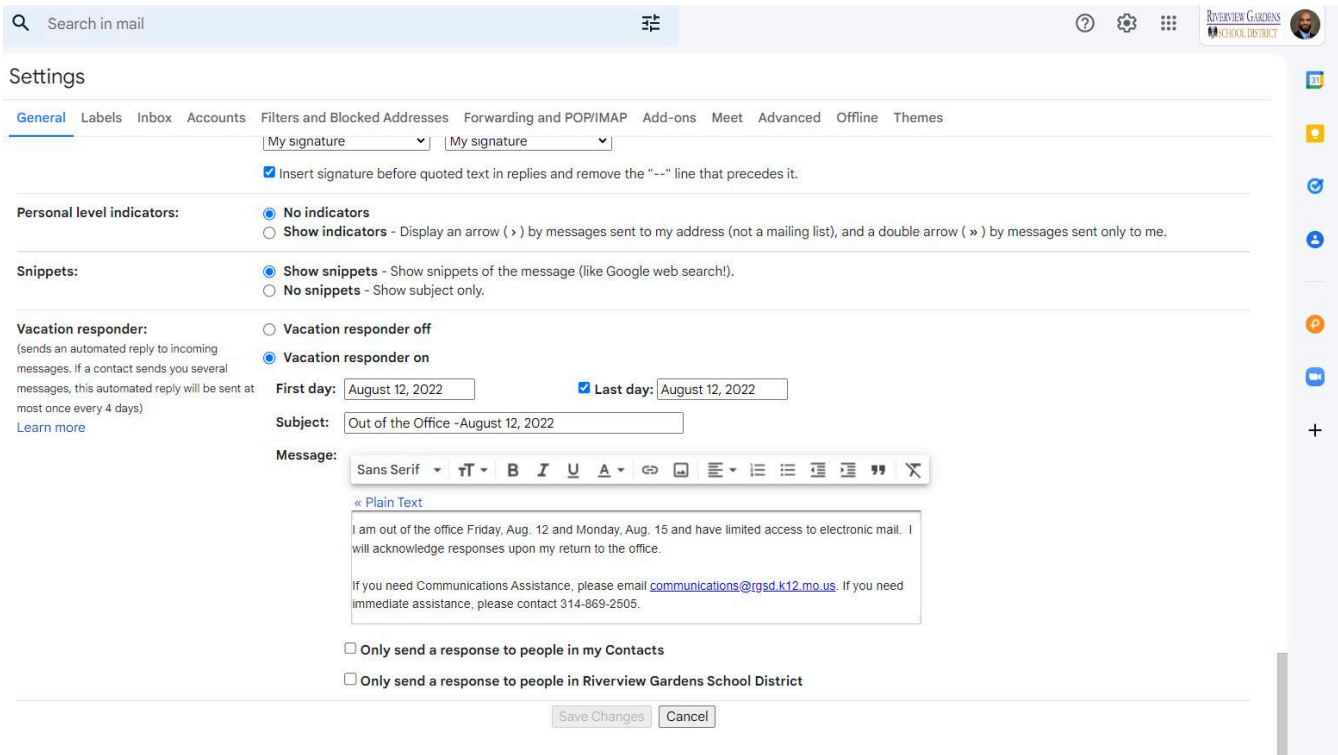 Search in mail
RIVERVIEW GARDENS
SCHOOL DISTRICT
Settings
31
General Labels Inbox Accounts Filters and Blocked Addresses Forwarding and POP/IMAP Add-ons Meet Advanced Offline Themes
My signature My signature
Insert signature before quoted text in replies and remove the "--" line that precedes it.
Personal level indicators: No indicators
Show indicators - Display an arrow ( › ) by messages sent to my address (not a mailing list), and a double arrow ( » ) by messages sent only to me.
Snippets: Show snippets - Show snippets of the message (like Google web search!).
No snippets - Show subject only.
Vacation responder:
(sends an automated reply to incoming
messages. If a contact sends you several
messages, this automated reply will be sent at
most once every 4 days)
Learn more
Vacation responder off
Vacation responder on
First day: August 12, 2022 Last day: August 12, 2022
Subject: Out of the Office -August 12, 2022
Message:
Sans Serif TT B I U A
« Plain Text
I am out of the office Friday, Aug. 12 and Monday, Aug. 15 and have limited access to electronic mail. I
will acknowledge responses upon my return to the office.
If you need Communications Assistance, please email communications@rgsd.k12.mo.us. If you need
immediate assistance, please contact 314-869-2505.
Only send a response to people in my Contacts
Only send a response to people in Riverview Gardens School District
Save Changes Cancel